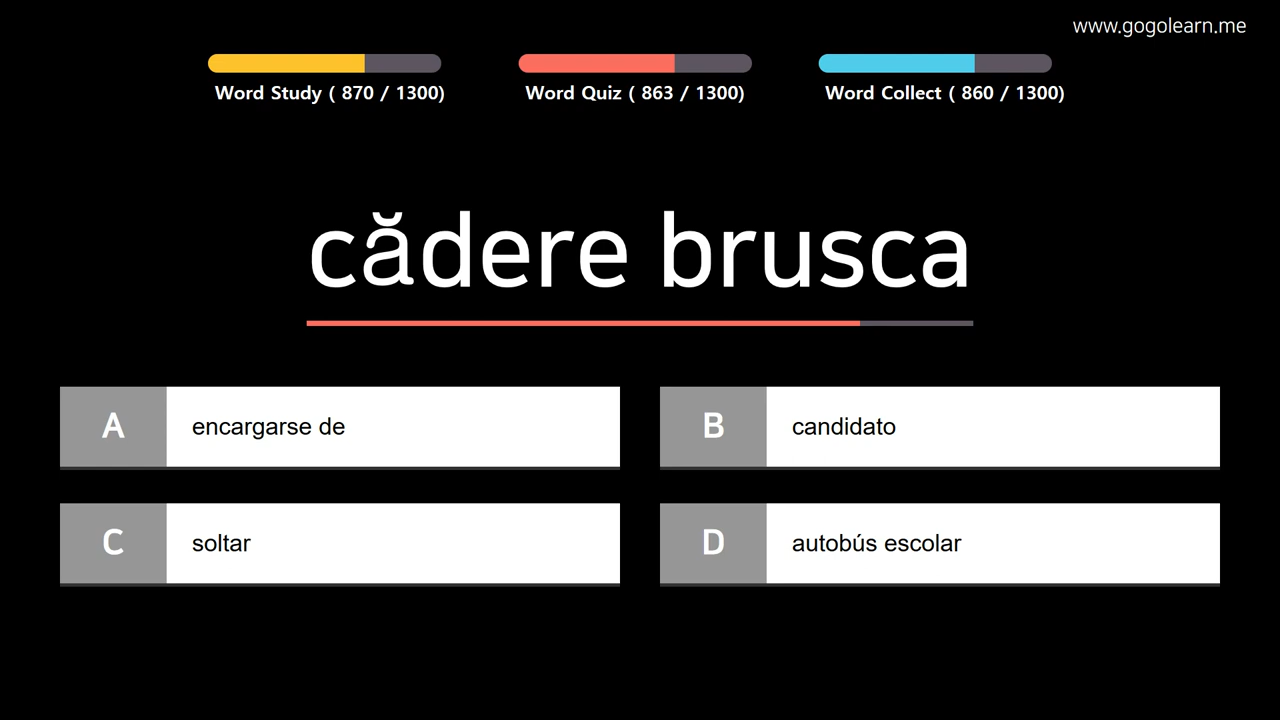 www.gogolearn.me
Word Study ( 870 / 1300)
Word Quiz ( 863 / 1300)
Word Collect ( 860 / 1300)
cădere brusca
A encargarse de
B candidato
C soltar
D autobús escolar